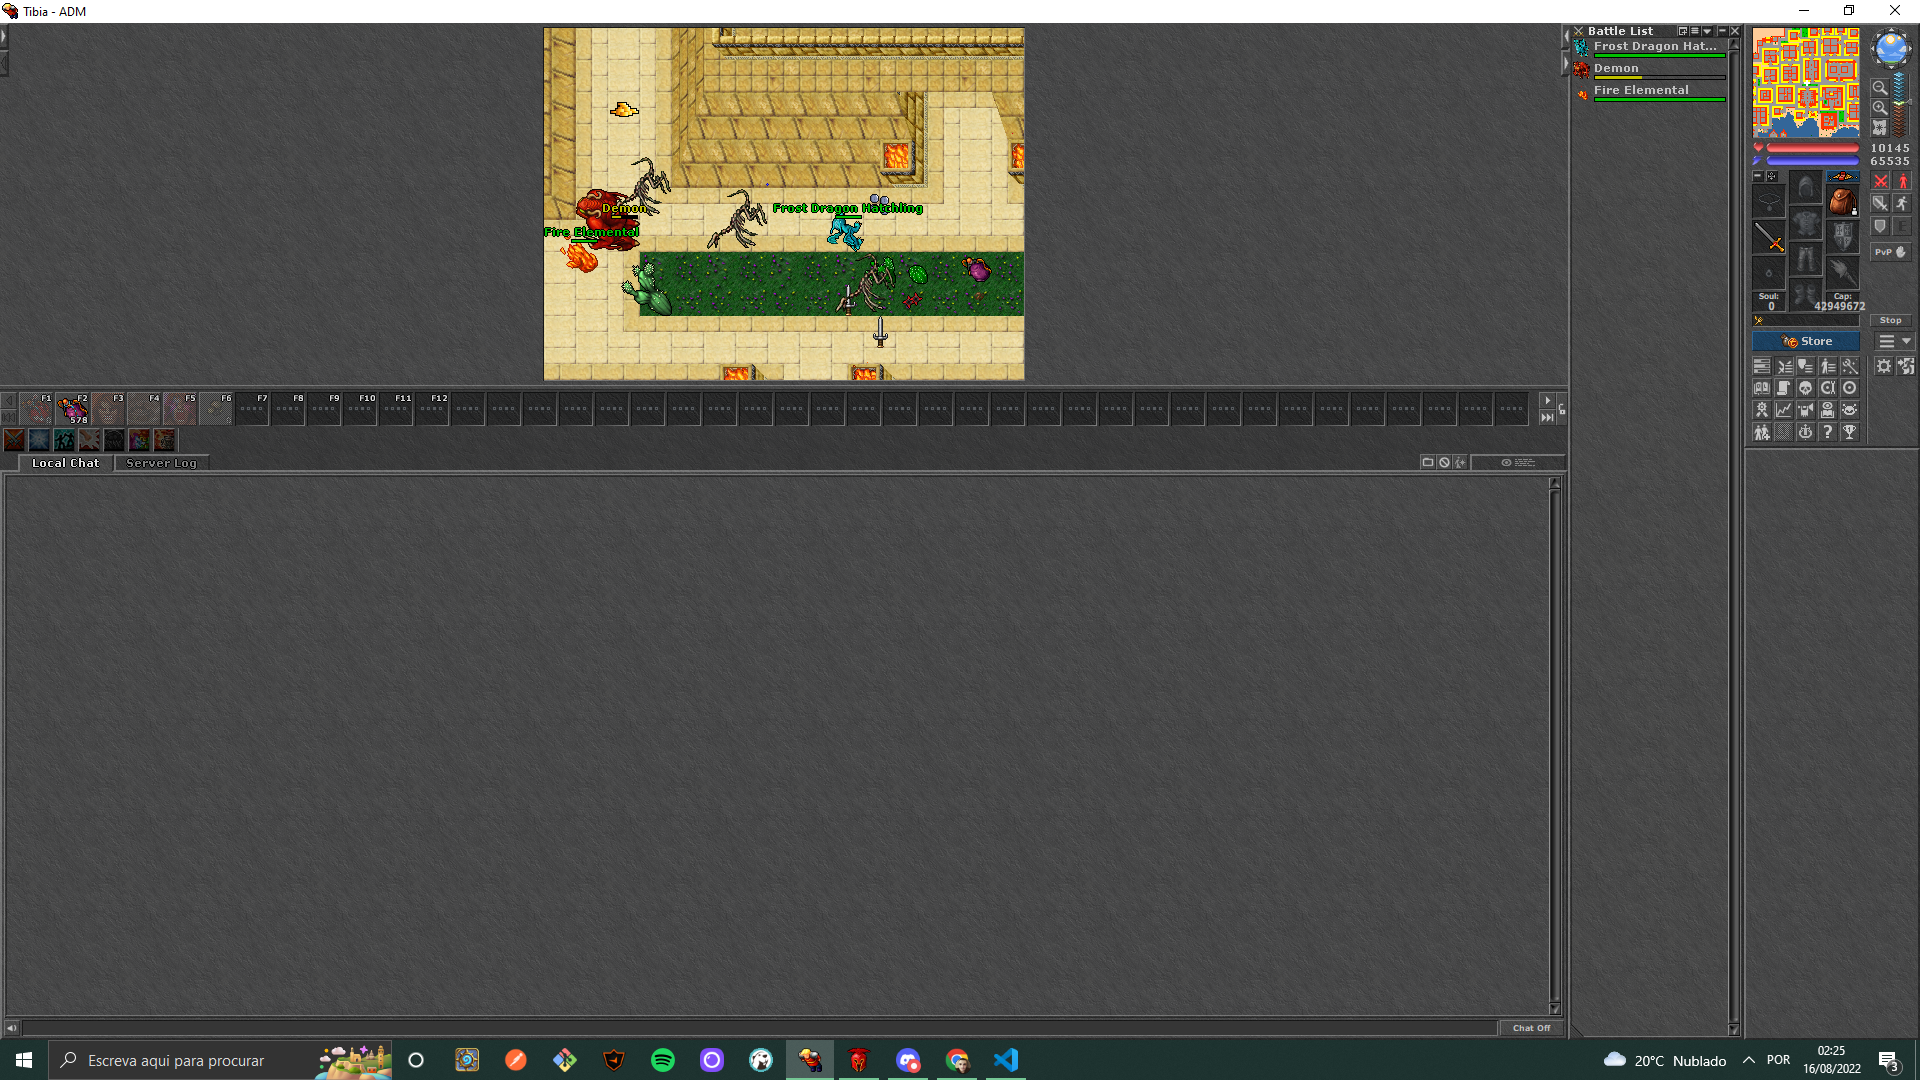 Tibia - ADM
Battle List
Frost Dragon Hat...
Demon
Fire Elemental
Demon
Frost Dragon Hatchling
Fire Elemental
10145
65535
PvP
Soul:
0
Cap:
42949672
Stop
Store
F1 F2 F3 F4 F5 F6 F7 F8 F9 F10 F11 F12
578
Local Chat
Server Log
Chat Off
Escreva aqui para procurar
20°C Nublado
POR
02:25
16/08/2022
3